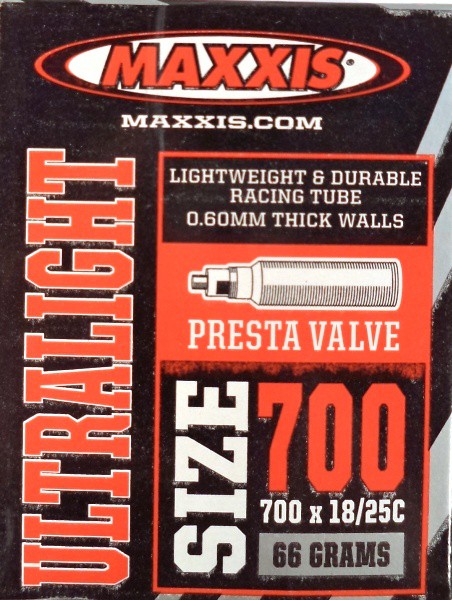 MAXXIS®
MAXXIS.COM
ULTRALIGHT
LIGHTWEIGHT & DURABLE
RACING TUBE
0.60MM THICK WALLS
PRESTA VALVE
SIZE
700
700 x 18/25C
66 GRAMS